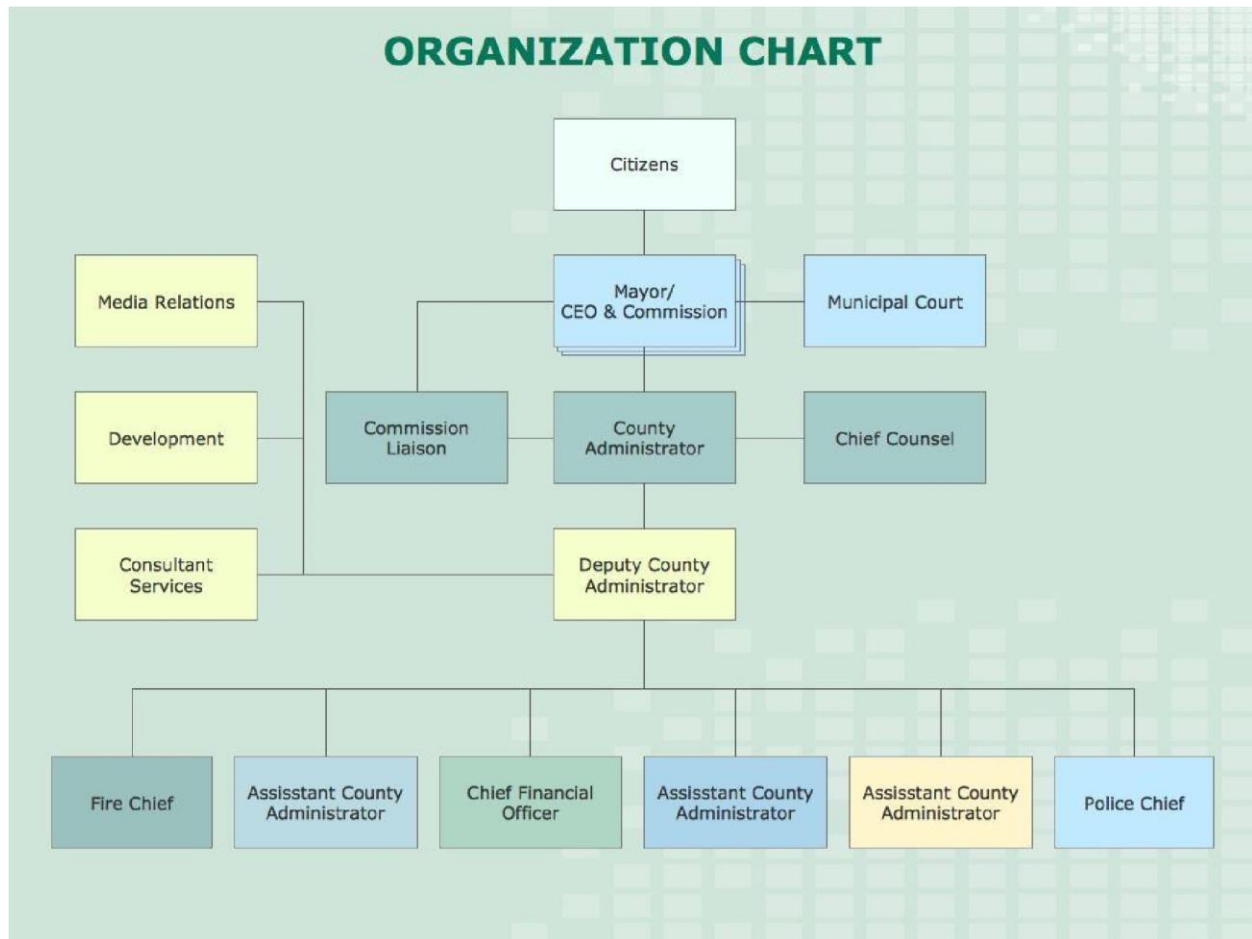 ORGANIZATION CHART
Citizens
Media Relations
Mayor/
CEO & Commission
Municipal Court
Development
Commission
Liaison
County
Administrator
Chief Counsel
Consultant
Services
Deputy County
Administrator
Fire Chief
Assisstant County
Administrator
Chief Financial
Officer
Assisstant County
Administrator
Assisstant County
Administrator
Police Chief